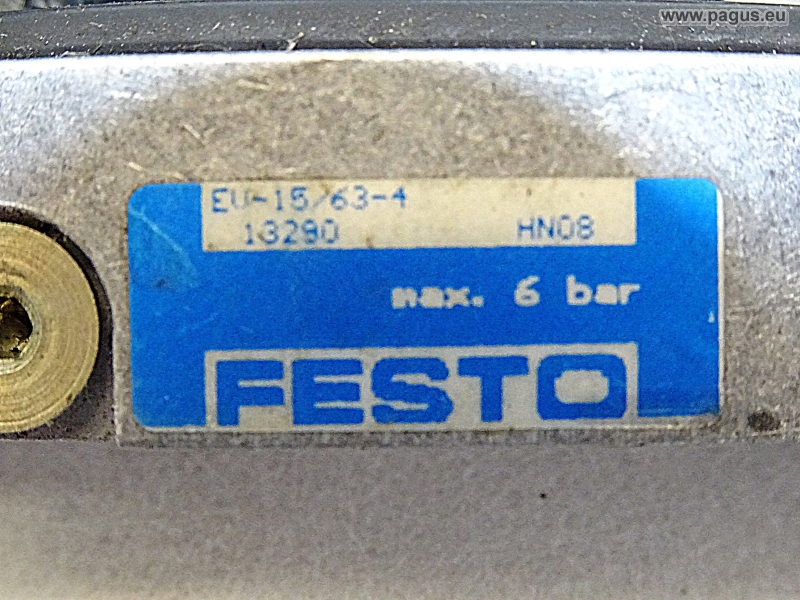 www.pagus.eu
EV-15/63-4
13290 HN08
max. 6 bar
FESTO